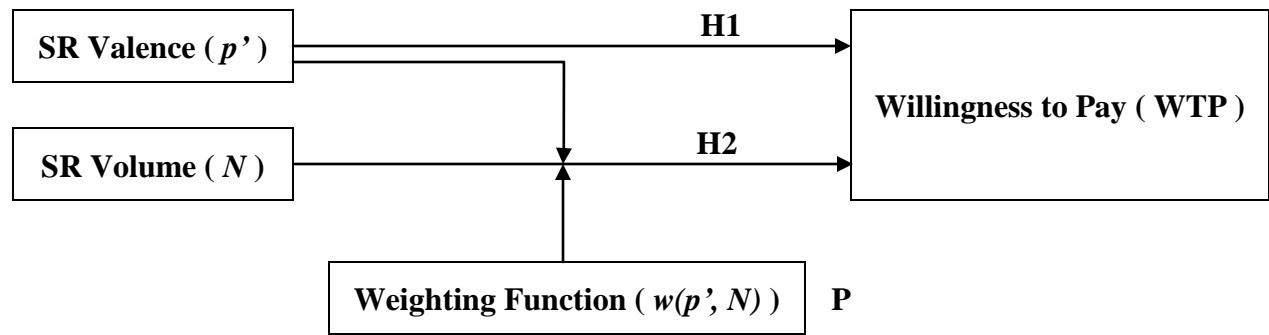 SR Valence ( p’ )
H1
Willingness to Pay ( WTP )
SR Volume ( N )
H2
Weighting Function ( w(p’, N) )
P